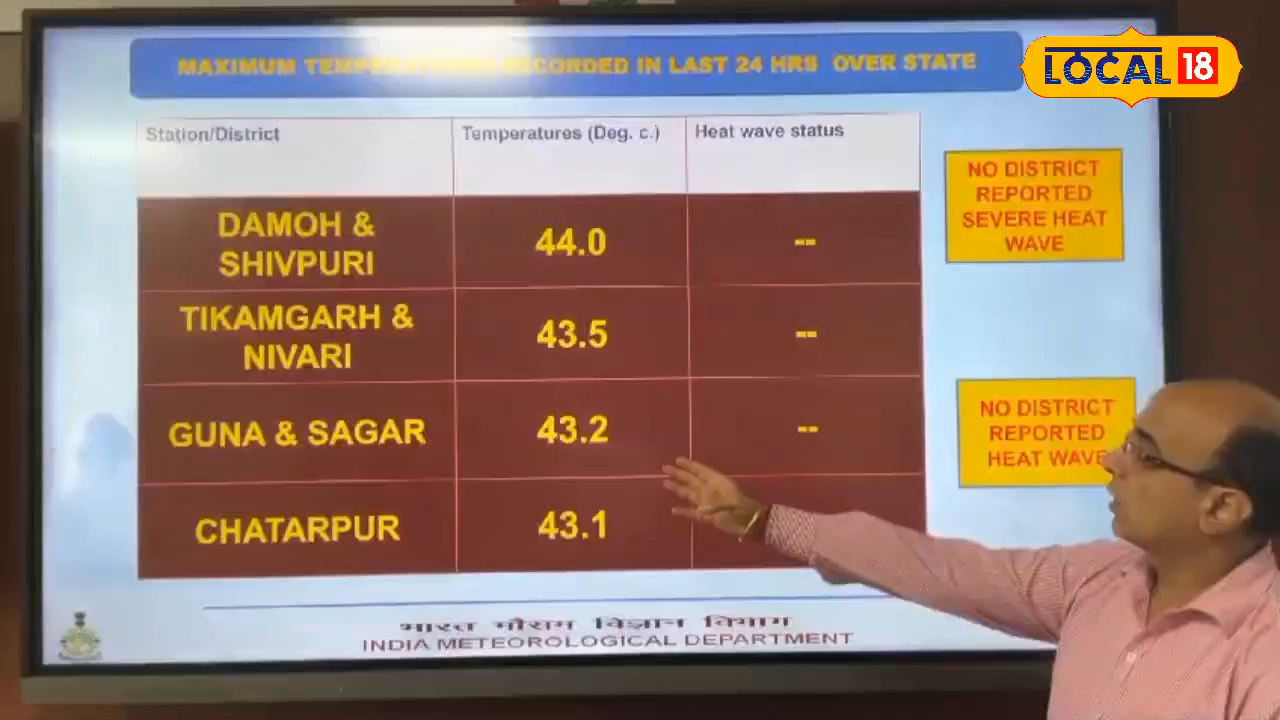 MAXIMUM RECORDED IN LAST 24 HRS OVER STATE
LOCAL 18
Station/District
Temperatures (Deg. c.)
Heat wave status
DAMOH &
SHIVPURI
44.0
--
TIKAMGARH &
NIVARI
43.5
--
GUNA & SAGAR
43.2
--
CHATARPUR
43.1
NO DISTRICT
REPORTED
SEVERE HEAT
WAVE
NO DISTRICT
REPORTED
HEAT WAVE
भारत मौसम विज्ञान विभाग
INDIA METEOROLOGICAL DEPARTMENT